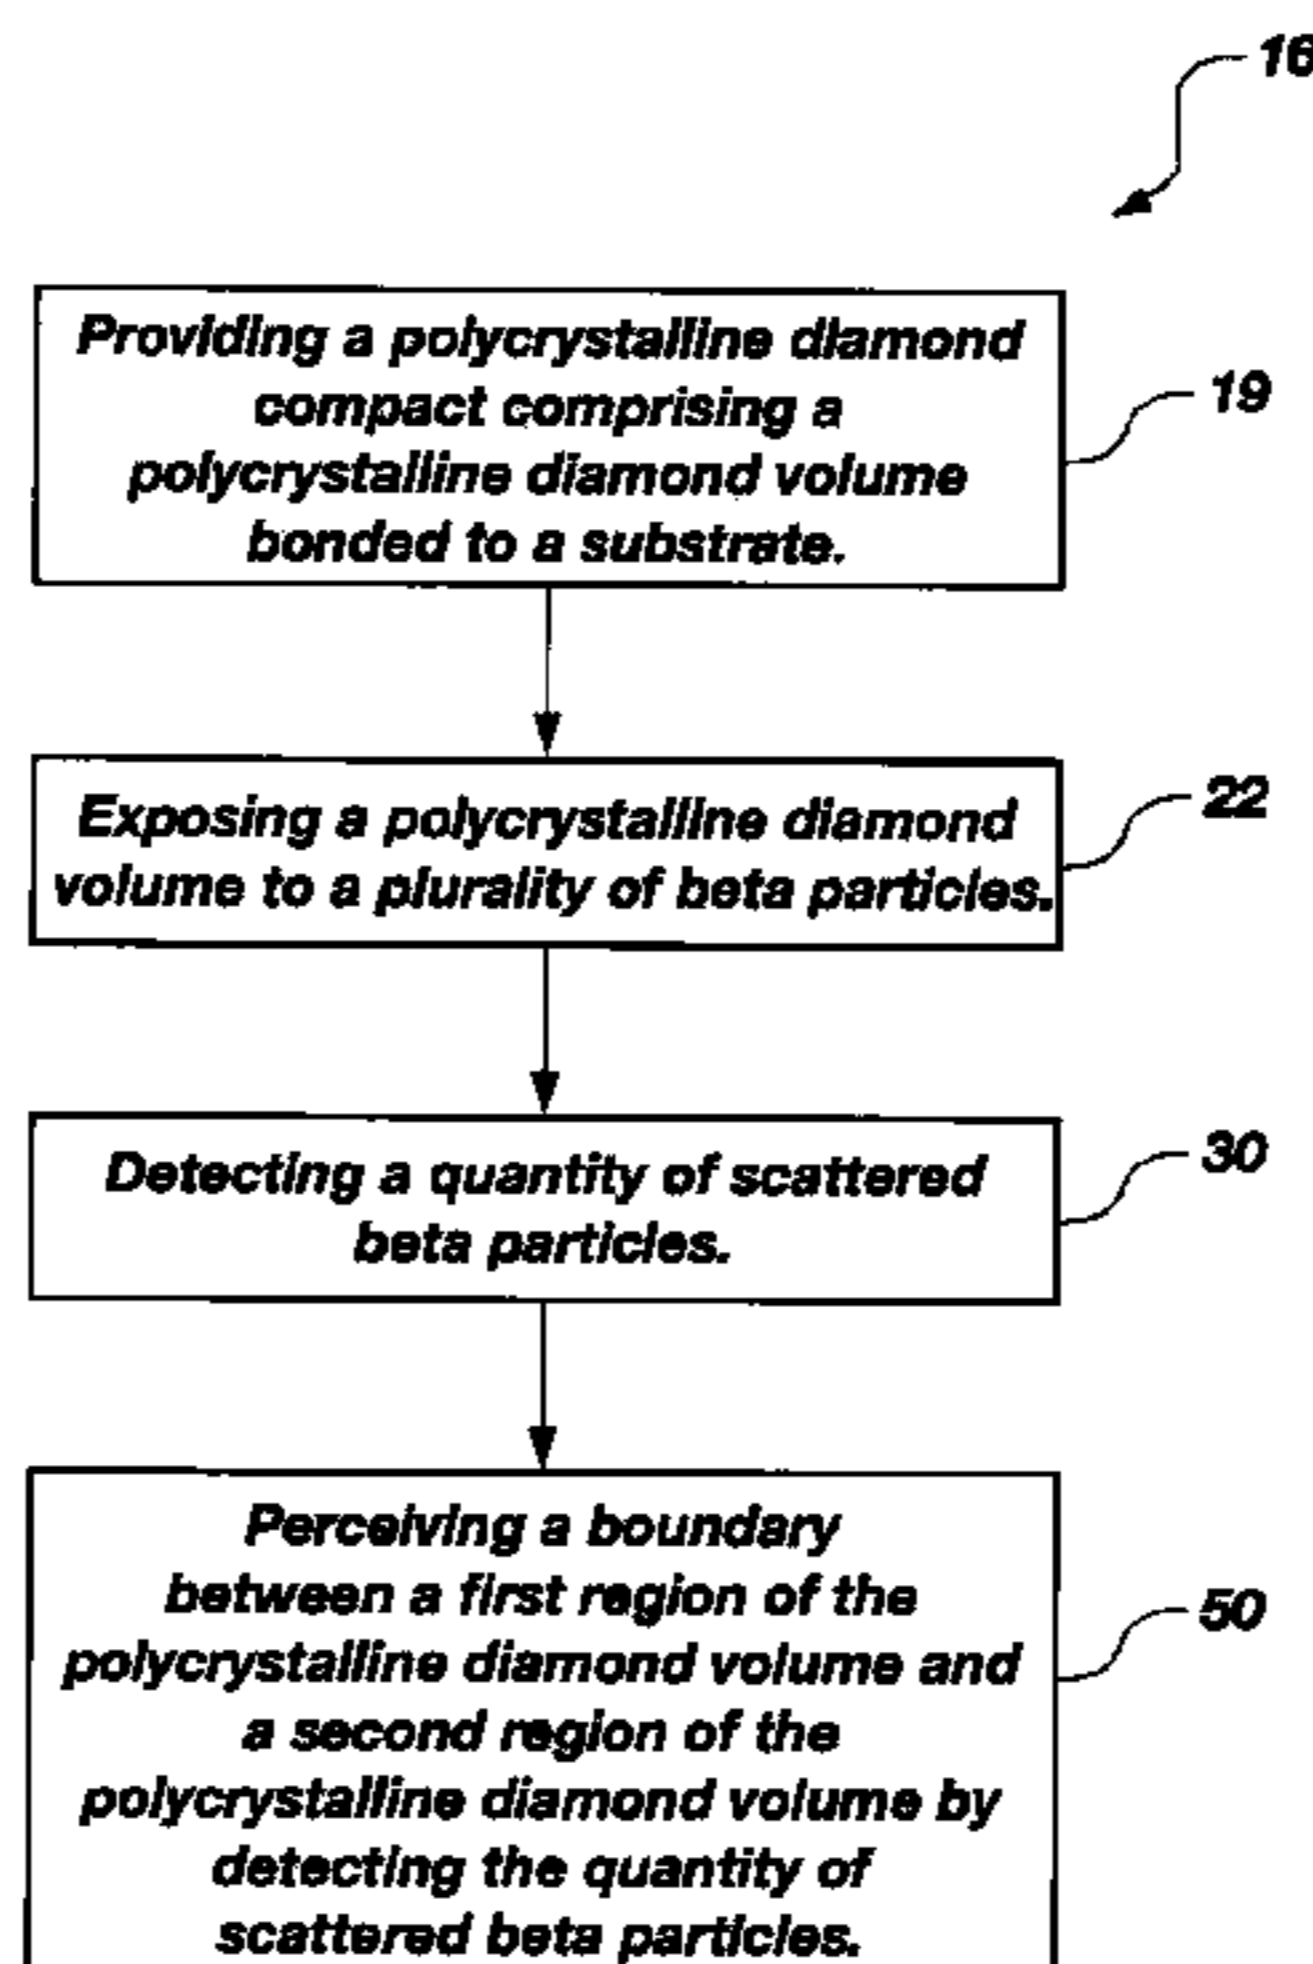 16
Providing a polycrystalline diamond
compact comprising a
polycrystalline diamond volume
bonded to a substrate.
19
Exposing a polycrystalline diamond
volume to a plurality of beta particles.
22
Detecting a quantity of scattered
beta particles.
30
Perceiving a boundary
between a first region of the
polycrystalline diamond volume and
a second region of the
polycrystalline diamond volume by
detecting the quantity of
scattered beta particles.
50